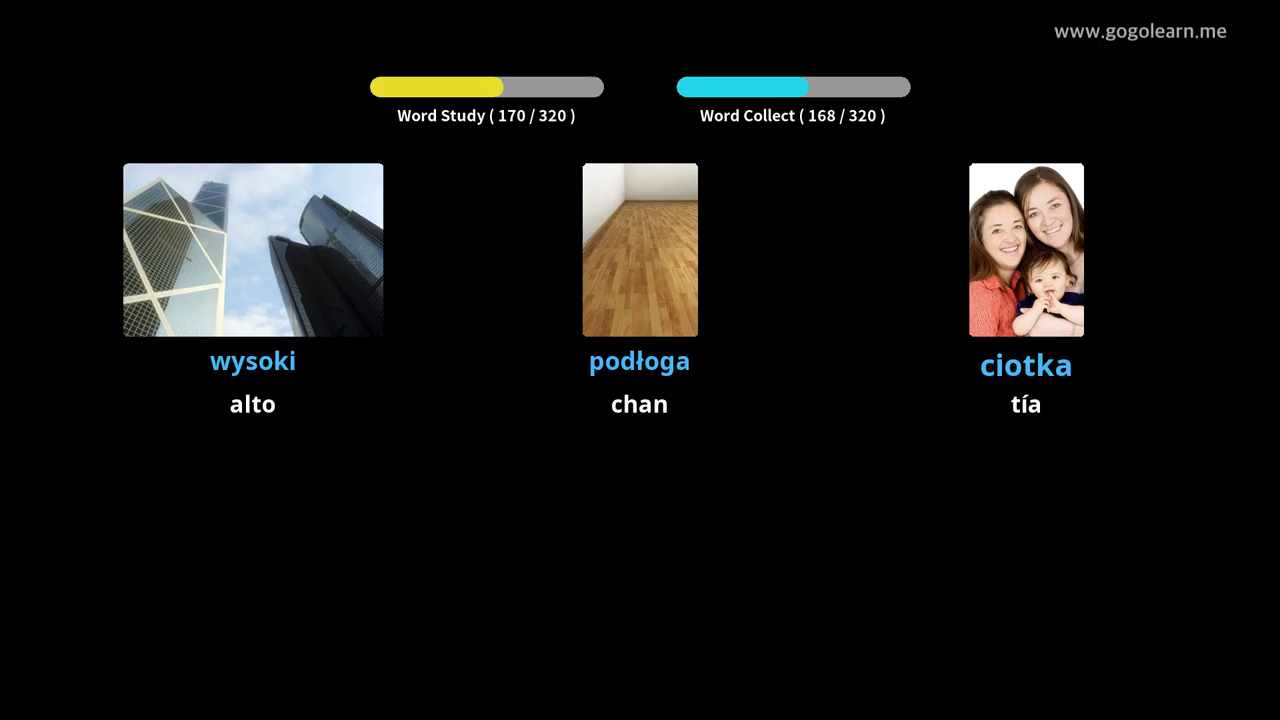 www.gogolearn.me
Word Study ( 170 / 320 )
Word Collect ( 168 / 320 )
wysoki
alto
podłoga
chan
ciotka
tía